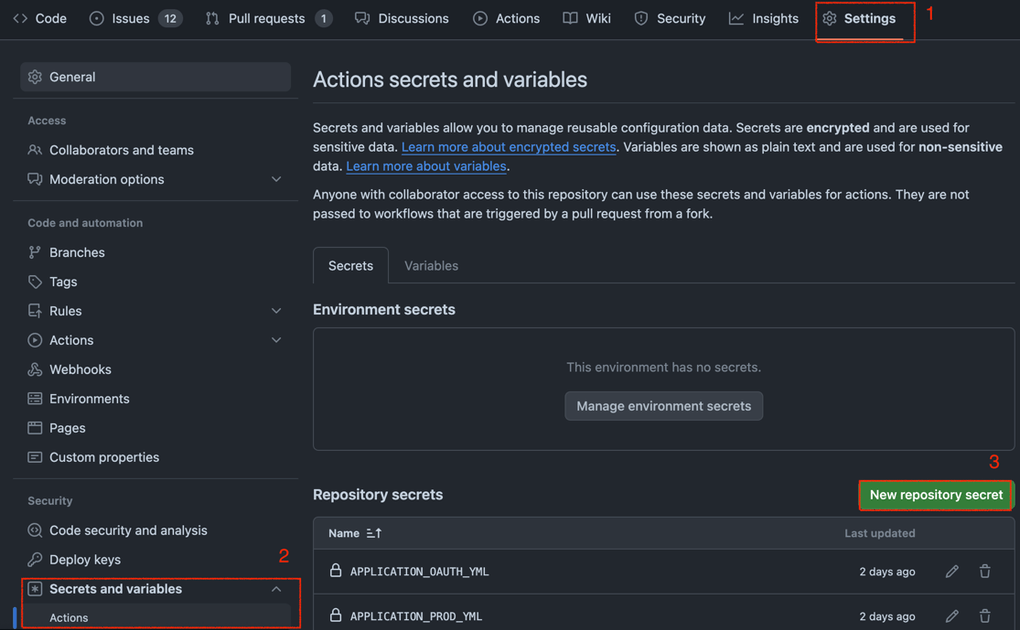 Code
Issues 12
Pull requests 1
Discussions
Actions
Wiki
Security
Insights
Settings
1
General
Access
Collaborators and teams
Moderation options
Code and automation
Branches
Tags
Rules
Actions
Webhooks
Environments
Pages
Custom properties
Security
Code security and analysis
Deploy keys
2
Secrets and variables
Actions
Actions secrets and variables
Secrets and variables allow you to manage reusable configuration data. Secrets are encrypted and are used for
sensitive data. Learn more about encrypted secrets. Variables are shown as plain text and are used for non-sensitive
data. Learn more about variables.
Anyone with collaborator access to this repository can use these secrets and variables for actions. They are not
passed to workflows that are triggered by a pull request from a fork.
Secrets
Variables
Environment secrets
This environment has no secrets.
Manage environment secrets
3
Repository secrets
New repository secret
Name
Last updated
APPLICATION_OAUTH_YML
2 days ago
APPLICATION_PROD_YML
2 days ago